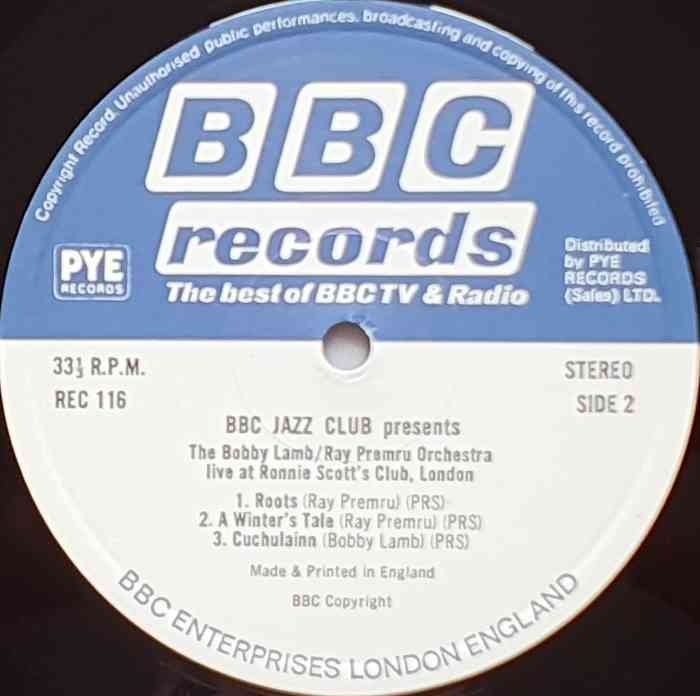 Copyright Record. Unauthorised public performances, broadcasting and copying of this record prohibited
BBC
records
The best of BBC TV & Radio
PYE
RECORDS
Distributed
by PYE
RECORDS
(Sales) LTD.
33⅓ R.P.M.
REC 116
STEREO
SIDE 2
BBC JAZZ CLUB presents
The Bobby Lamb/Ray Premru Orchestra
live at Ronnie Scott's Club, London
1. Roots (Ray Premru) (PRS)
2. A Winter's Tale (Ray Premru) (PRS)
3. Cuchulainn (Bobby Lamb) (PRS)
Made & Printed in England
BBC Copyright
BBC ENTERPRISES LONDON ENGLAND